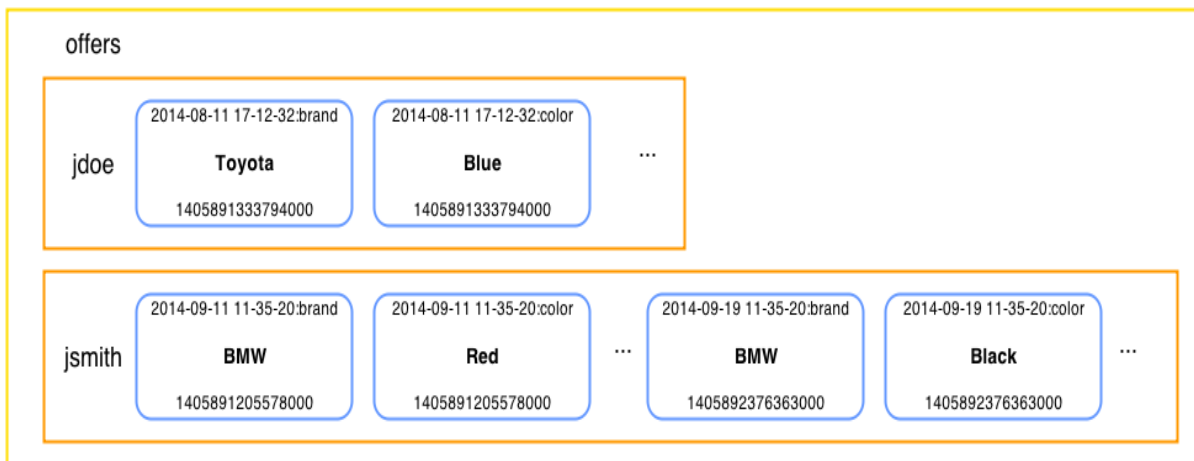 offers
jdoe
2014-08-11 17-12-32:brand
Toyota
1405891333794000
2014-08-11 17-12-32:color
Blue
1405891333794000
...
jsmith
2014-09-11 11-35-20:brand
BMW
1405891205578000
2014-09-11 11-35-20:color
Red
1405891205578000
...
2014-09-19 11-35-20:brand
BMW
1405892376363000
2014-09-19 11-35-20:color
Black
1405892376363000
...